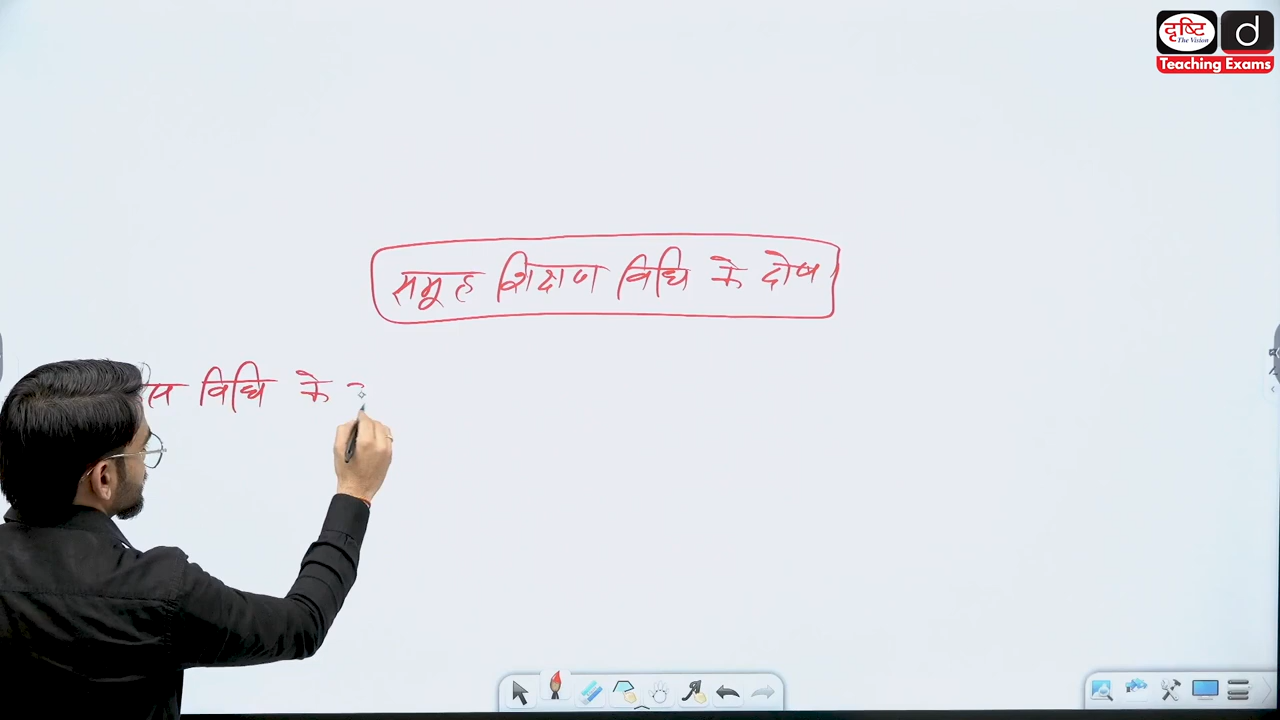 दृष्टि
The Vision
d
Teaching Exams
समूह शिक्षण विधि के दोष
विधि के